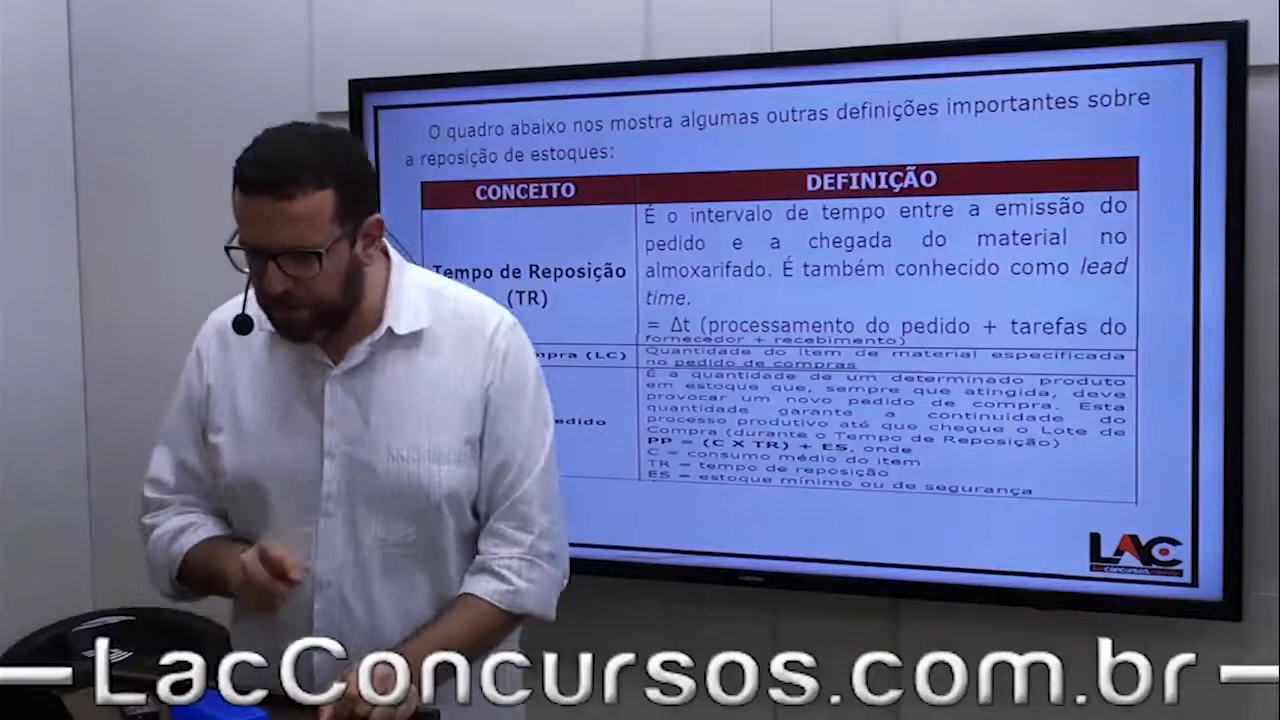 O quadro abaixo nos mostra algumas outras definições importantes sobre
a reposição de estoques:
CONCEITO
DEFINIÇÃO
Tempo de Reposição
(TR)
É o intervalo de tempo entre a emissão do
pedido e a chegada do material no
almoxarifado. É também conhecido como lead
time.
= Δt (processamento do pedido + tarefas do
fornecedor + recebimento)
mpra (LC)
Quantidade do item de material especificada
no pedido de compras
edido
É a quantidade de um determinado produto
em estoque que, sempre que atingida, deve
provocar um novo pedido de compra. Esta
quantidade garante a continuidade do
processo produtivo até que chegue o Lote de
Compra (durante o Tempo de Reposição)
PP = (C X TR) + ES, onde
C = consumo médio do item
TR = tempo de reposição
ES = estoque mínimo ou de segurança
LAC
CONCURSOS.COM.BR
LacConcursos.com.br